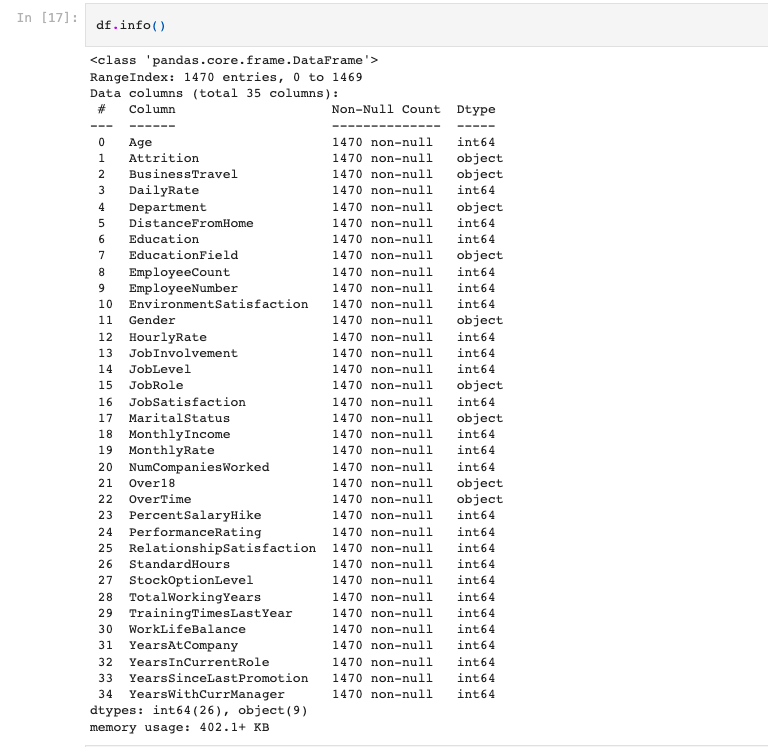 In [17]: df.info()
<class 'pandas.core.frame.DataFrame'>
RangeIndex: 1470 entries, 0 to 1469
Data columns (total 35 columns):
 #   Column                    Non-Null Count  Dtype
---  ------                    --------------  -----
 0   Age                       1470 non-null   int64
 1   Attrition                 1470 non-null   object
 2   BusinessTravel            1470 non-null   object
 3   DailyRate                 1470 non-null   int64
 4   Department                1470 non-null   object
 5   DistanceFromHome          1470 non-null   int64
 6   Education                 1470 non-null   int64
 7   EducationField            1470 non-null   object
 8   EmployeeCount             1470 non-null   int64
 9   EmployeeNumber            1470 non-null   int64
 10  EnvironmentSatisfaction   1470 non-null   int64
 11  Gender                    1470 non-null   object
 12  HourlyRate                1470 non-null   int64
 13  JobInvolvement            1470 non-null   int64
 14  JobLevel                  1470 non-null   int64
 15  JobRole                   1470 non-null   object
 16  JobSatisfaction           1470 non-null   int64
 17  MaritalStatus             1470 non-null   object
 18  MonthlyIncome             1470 non-null   int64
 19  MonthlyRate               1470 non-null   int64
 20  NumCompaniesWorked        1470 non-null   int64
 21  Over18                    1470 non-null   object
 22  OverTime                  1470 non-null   object
 23  PercentSalaryHike         1470 non-null   int64
 24  PerformanceRating         1470 non-null   int64
 25  RelationshipSatisfaction  1470 non-null   int64
 26  StandardHours             1470 non-null   int64
 27  StockOptionLevel          1470 non-null   int64
 28  TotalWorkingYears         1470 non-null   int64
 29  TrainingTimesLastYear     1470 non-null   int64
 30  WorkLifeBalance           1470 non-null   int64
 31  YearsAtCompany            1470 non-null   int64
 32  YearsInCurrentRole        1470 non-null   int64
 33  YearsSinceLastPromotion   1470 non-null   int64
 34  YearsWithCurrManager      1470 non-null   int64
dtypes: int64(26), object(9)
memory usage: 402.1+ KB